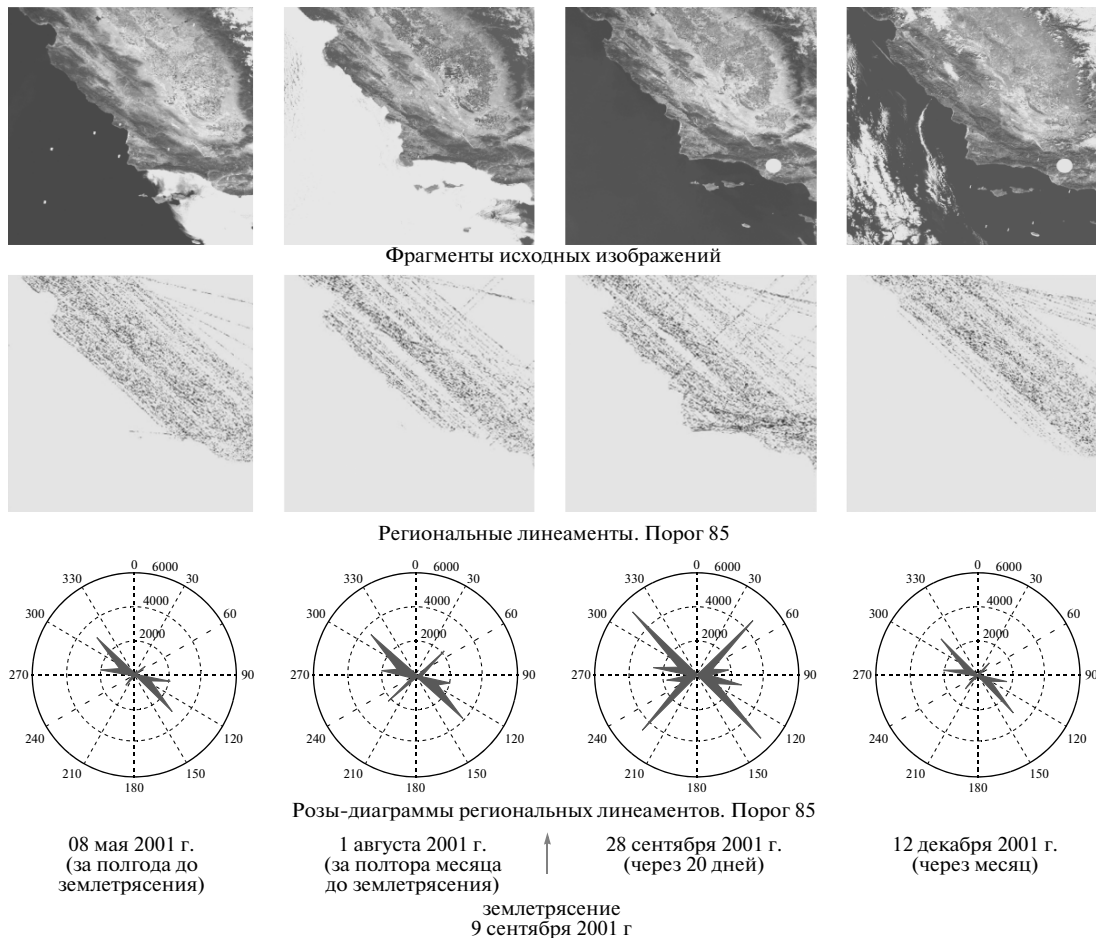 Фрагменты исходных изображений
Региональные линеаменты. Порог 85
0 6000
330 30
300 4000 60
2000
270 90
240 120
210 150
180
0 6000
330 30
300 4000 60
2000
270 90
240 120
210 150
180
0 6000
330 30
300 4000 60
2000
270 90
240 120
210 150
180
0 6000
330 30
300 4000 60
2000
270 90
240 120
210 150
180
Розы-диаграммы региональных линеаментов. Порог 85
08 мая 2001 г.
(за полгода до
землетрясения)
1 августа 2001 г.
(за полтора месяца
до землетрясения)
28 сентября 2001 г.
(через 20 дней)
12 декабря 2001 г.
(через месяц)
землетрясение
9 сентября 2001 г